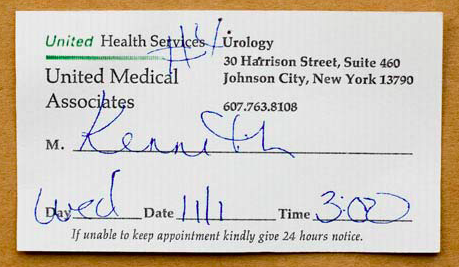 United Health Services Urology
30 Harrison Street, Suite 460
United Medical Johnson City, New York 13790
Associates
607.763.8108
M. Kenneth
Day Wed Date 11/1 Time 3:00
If unable to keep appointment kindly give 24 hours notice.